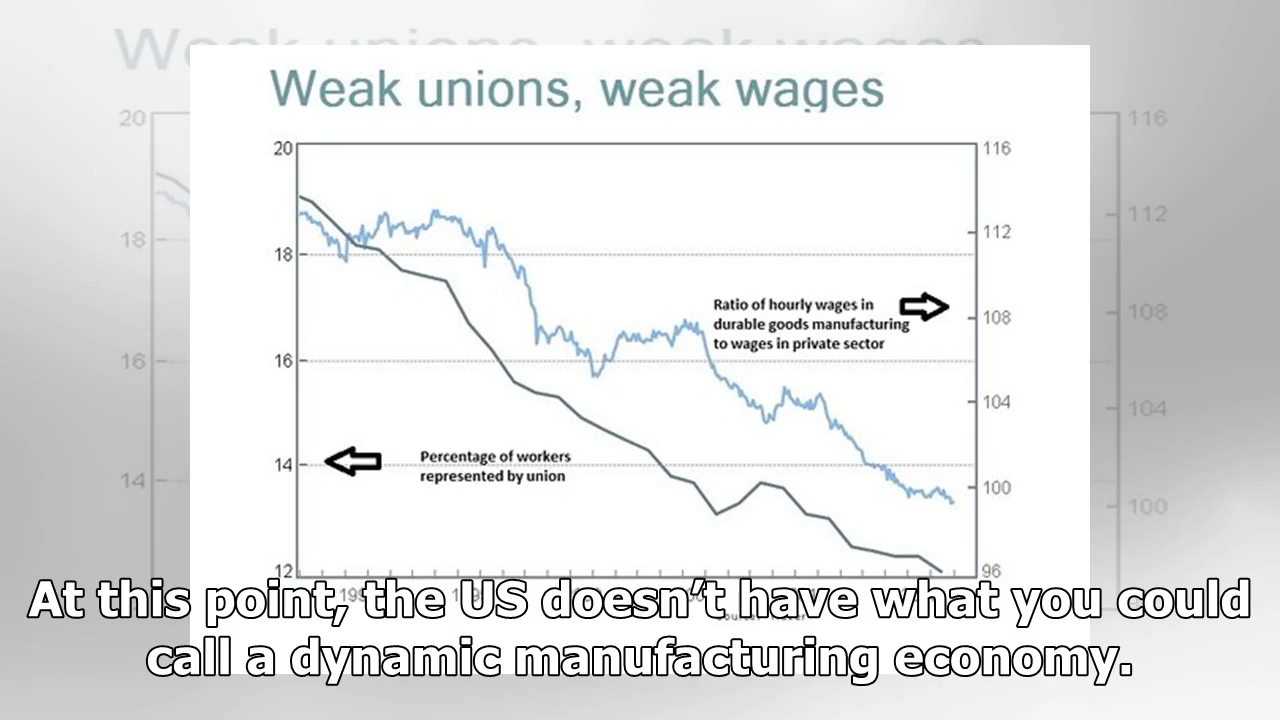 Weak unions, weak wages
20
116
18
112
Ratio of hourly wages in
durable goods manufacturing
to wages in private sector
108
16
104
Percentage of workers
represented by union
14
100
12
96
At this point, the US doesn’t have what you could
call a dynamic manufacturing economy.